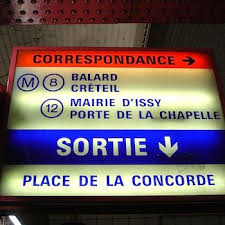 CORRESPONDANCE →
M 8 BALARD
CRÉTEIL
12 MAIRIE D'ISSY
PORTE DE LA CHAPELLE
SORTIE ↓
PLACE DE LA CONCORDE